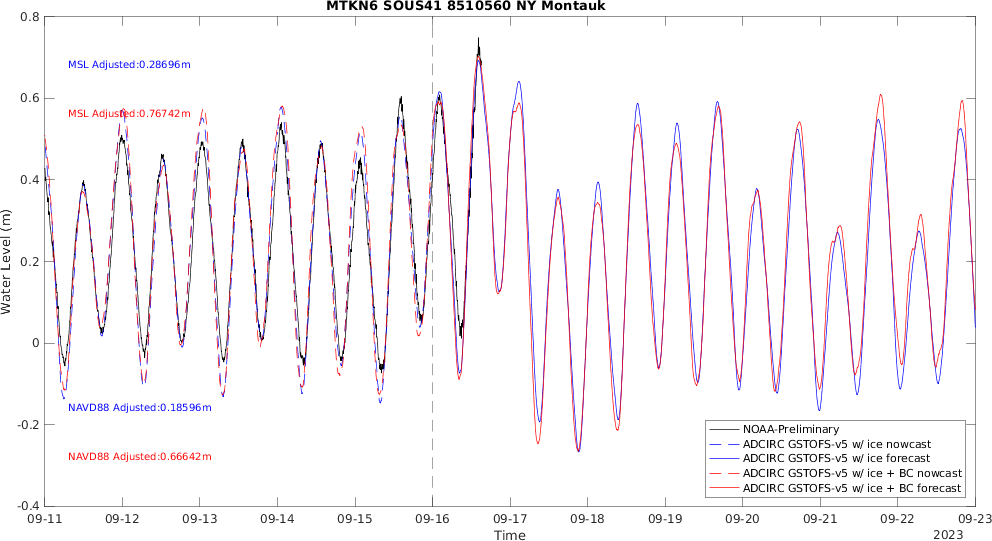 MTKN6 SOUS41 8510560 NY Montauk
Water Level (m)
0.8
0.6
0.4
0.2
0
-0.2
-0.4
MSL Adjusted:0.28696m
MSL Adjusted:0.76742m
NAVD88 Adjusted:0.18596m
NAVD88 Adjusted:0.66642m
NOAA-Preliminary
ADCIRC GSTOFS-v5 w/ ice nowcast
ADCIRC GSTOFS-v5 w/ ice forecast
ADCIRC GSTOFS-v5 w/ ice + BC nowcast
ADCIRC GSTOFS-v5 w/ ice + BC forecast
09-11 09-12 09-13 09-14 09-15 09-16 09-17 09-18 09-19 09-20 09-21 09-22 09-23
Time
2023